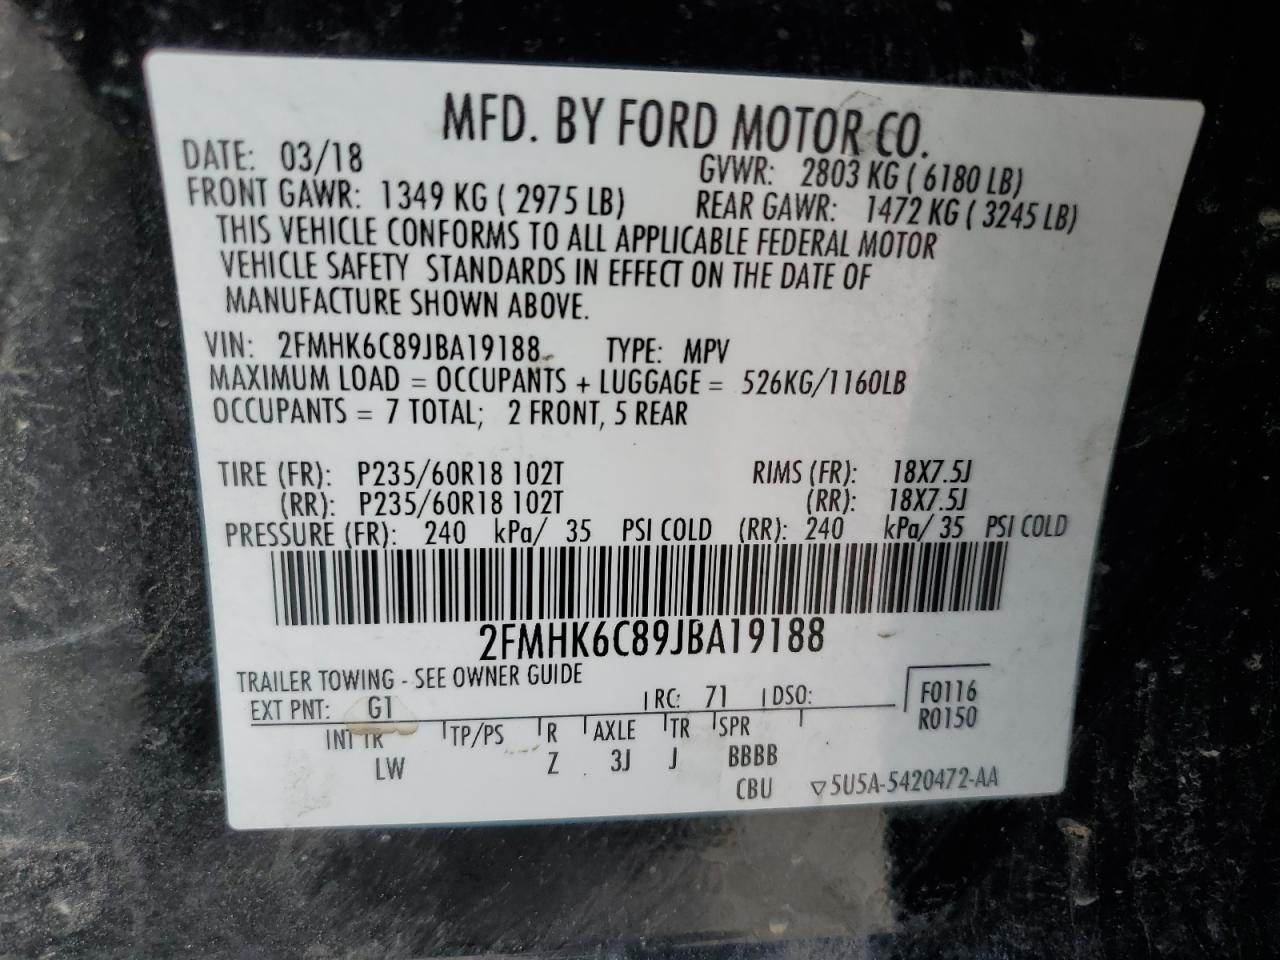 MFD. BY FORD MOTOR CO.
DATE: 03/18 GVWR: 2803 KG ( 6180 LB)
FRONT GAWR: 1349 KG ( 2975 LB) REAR GAWR: 1472 KG ( 3245 LB)
THIS VEHICLE CONFORMS TO ALL APPLICABLE FEDERAL MOTOR
VEHICLE SAFETY STANDARDS IN EFFECT ON THE DATE OF
MANUFACTURE SHOWN ABOVE.
VIN: 2FMHK6C89JBA19188 TYPE: MPV
MAXIMUM LOAD = OCCUPANTS + LUGGAGE = 526KG/1160LB
OCCUPANTS = 7 TOTAL; 2 FRONT, 5 REAR
TIRE (FR): P235/60R18 102T RIMS (FR): 18X7.5J
(RR): P235/60R18 102T (RR): 18X7.5J
PRESSURE (FR): 240 kPa/ 35 PSI COLD (RR): 240 kPa/ 35 PSI COLD
2FMHK6C89JBA19188
TRAILER TOWING - SEE OWNER GUIDE
EXT PNT: G1 RC: 71 DSO: F0116
R0150
INT TR TP/PS R AXLE TR SPR
LW Z 3J J BBBB
CBU ▽5U5A-5420472-AA